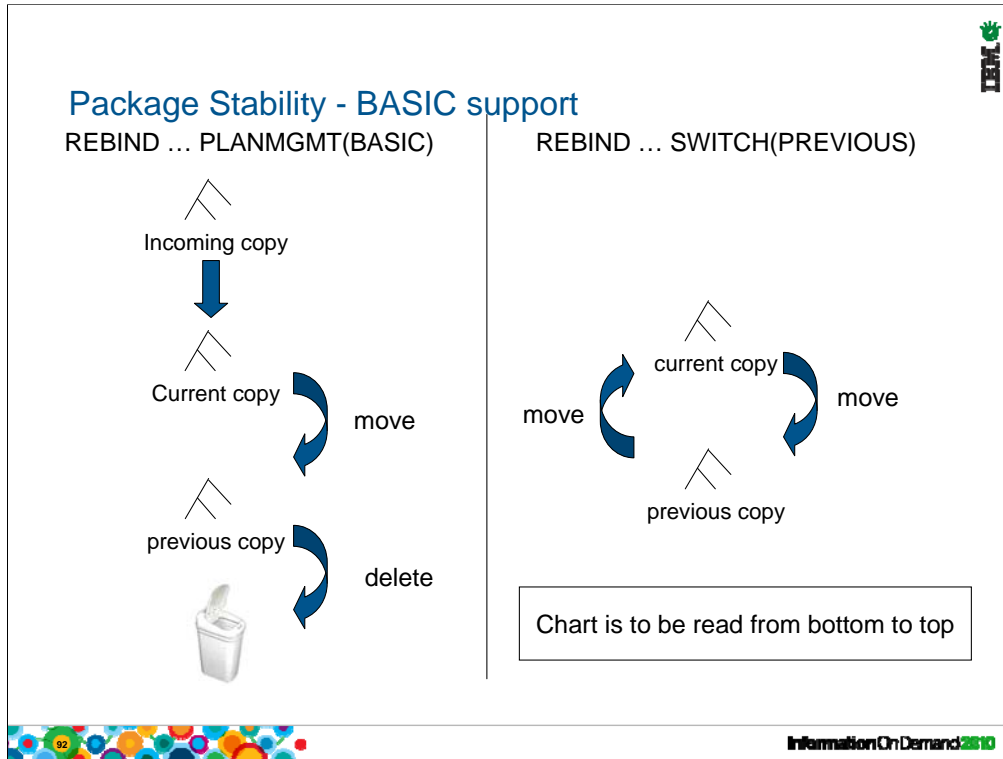 IBM
Package Stability - BASIC support
REBIND … PLANMGMT(BASIC)
Incoming copy
Current copy
move
previous copy
delete
REBIND … SWITCH(PREVIOUS)
current copy
move
move
previous copy
Chart is to be read from bottom to top
92
Information On Demand 2010